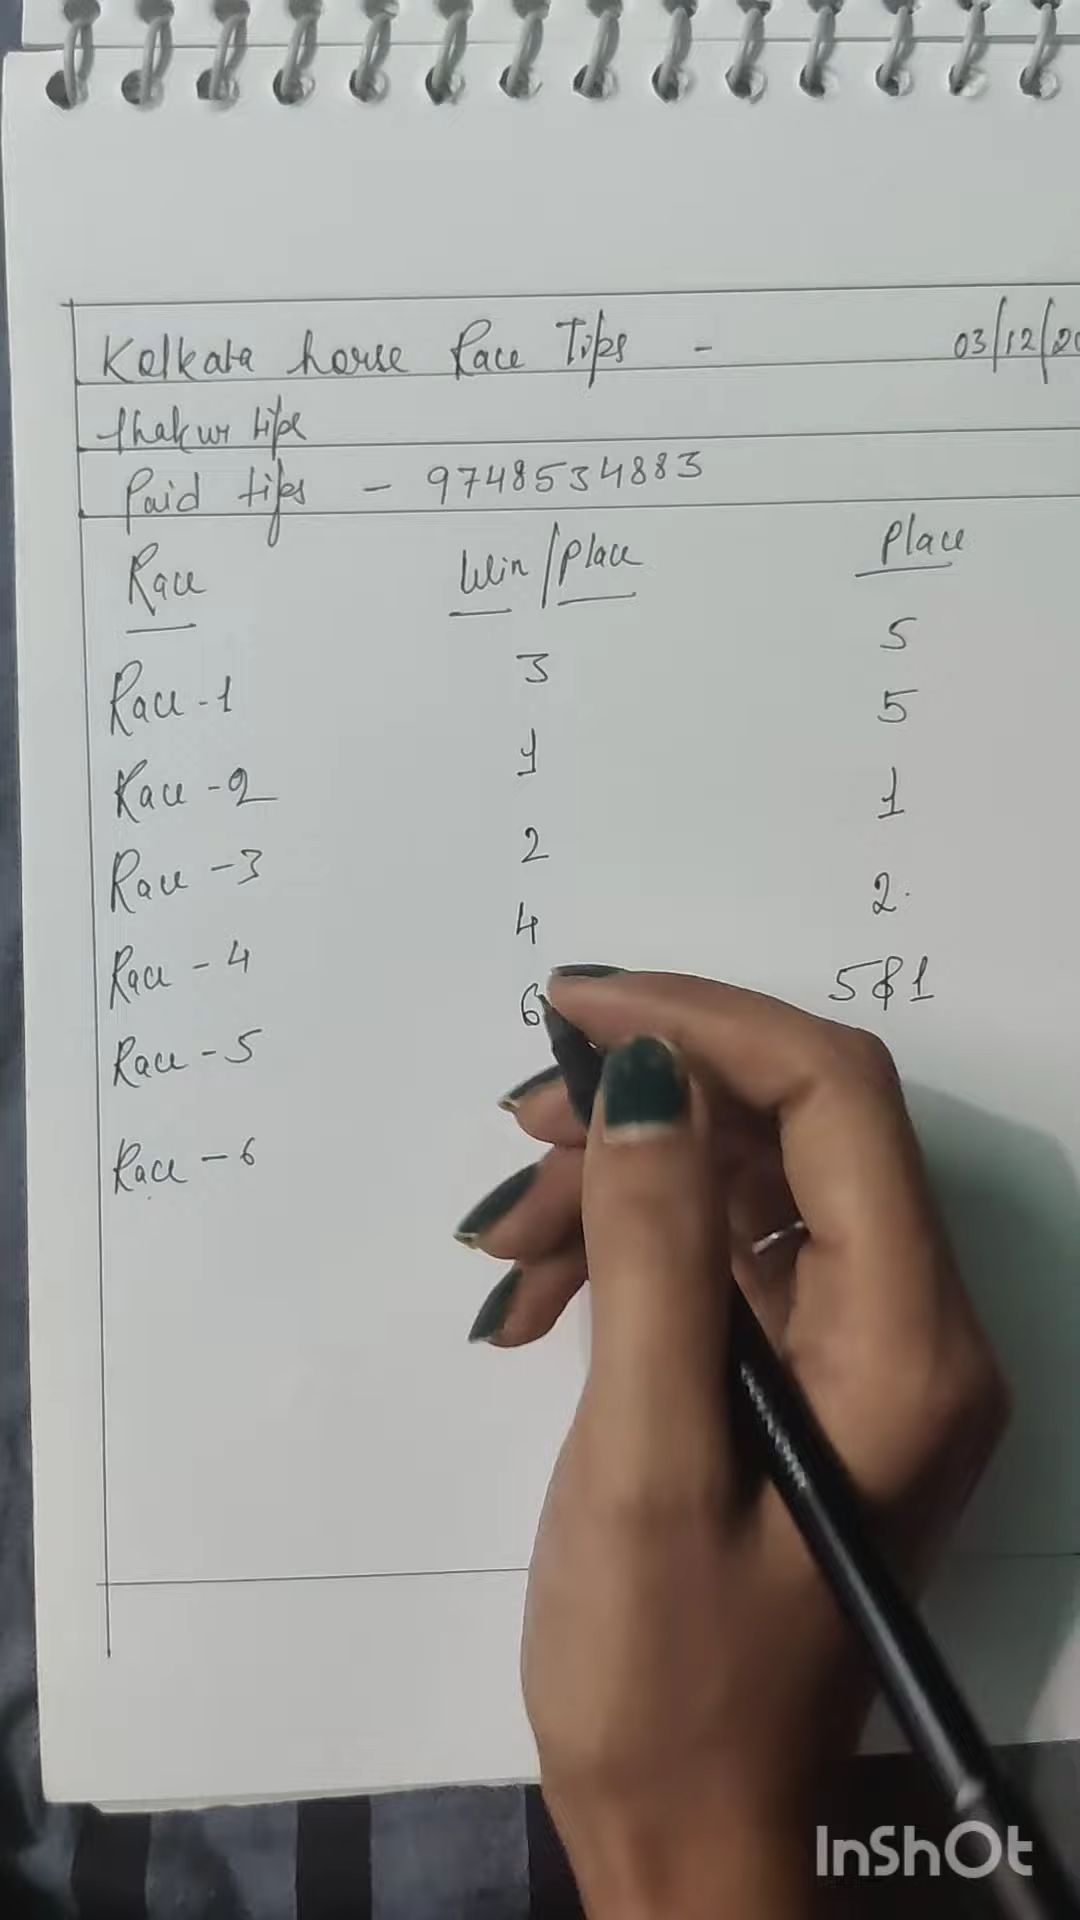 Kolkata horse Race Tips - 03/12/20
Thakur tips
Paid tips - 9748534883
Race Win/Place Place
Race-1 3 5
Race-2 1 5
Race-3 2 1
Race-4 4 2.
Race-5 6 5&1
Race-6
InShOt